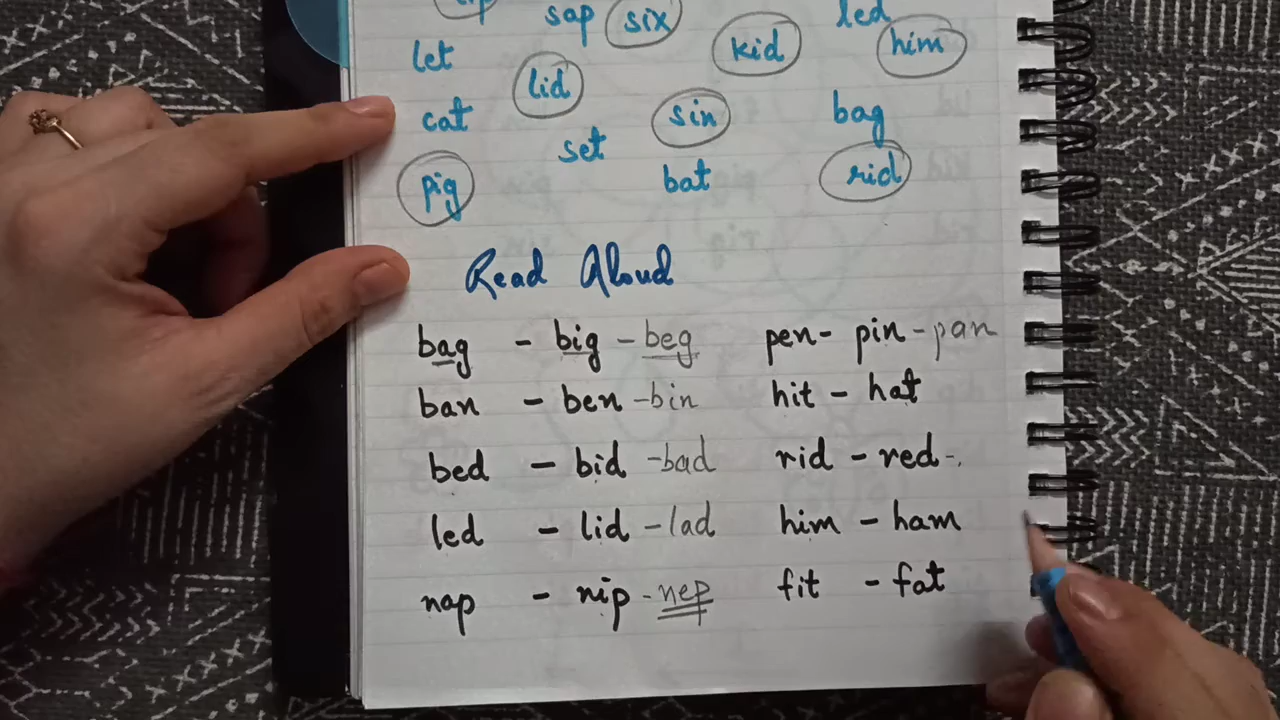 sap six led
let kid him
lid
cat sin bag
set
pig bat rid
Read Aloud
bag - big - beg pen - pin - pan
ban - ben - bin hit - hat
bed - bid - bad rid - red -
led - lid - lad him - ham
nap - nip - nep fit - fat